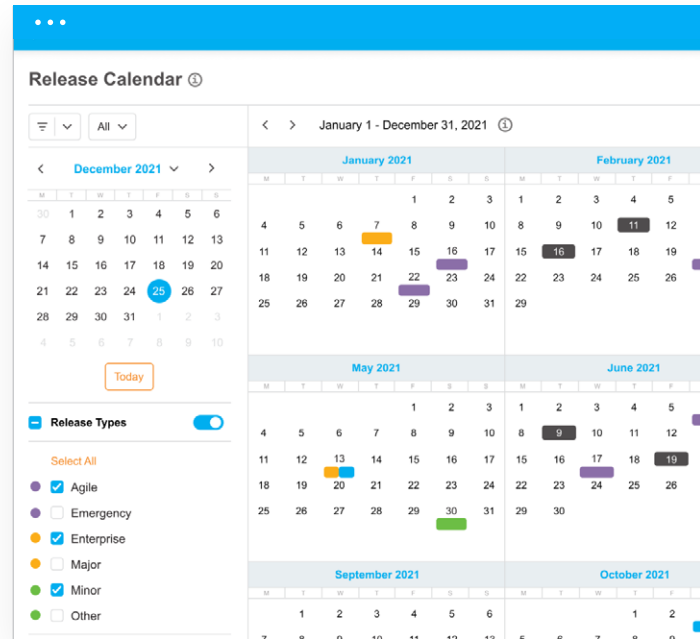 Release Calendar
All
January 1 - December 31, 2021
December 2021
M T W T F S S
30 1 2 3 4 5 6
7 8 9 10 11 12 13
14 15 16 17 18 19 20
21 22 23 24 25 26 27
28 29 30 31 1 2 3
4 5 6 7 8 9 10
Today
Release Types
Select All
Agile
Emergency
Enterprise
Major
Minor
Other
January 2021
M T W T F S S
1 2 3
4 5 6 7 8 9 10
11 12 13 14 15 16 17
18 19 20 21 22 23 24
25 26 27 28 29 30 31
February 2021
M T W T F
1 2 3 4 5
8 9 10 11 12
15 16 17 18 19
22 23 24 25 26
29
May 2021
M T W T F S S
1 2 3
4 5 6 7 8 9 10
11 12 13 14 15 16 17
18 19 20 21 22 23 24
25 26 27 28 29 30 31
June 2021
M T W T F
1 2 3 4 5
8 9 10 11 12
15 16 17 18 19
22 23 24 25 26
29 30
September 2021
M T W T F S S
1 2 3 4 5 6
October 2021
M T W T F
1 2